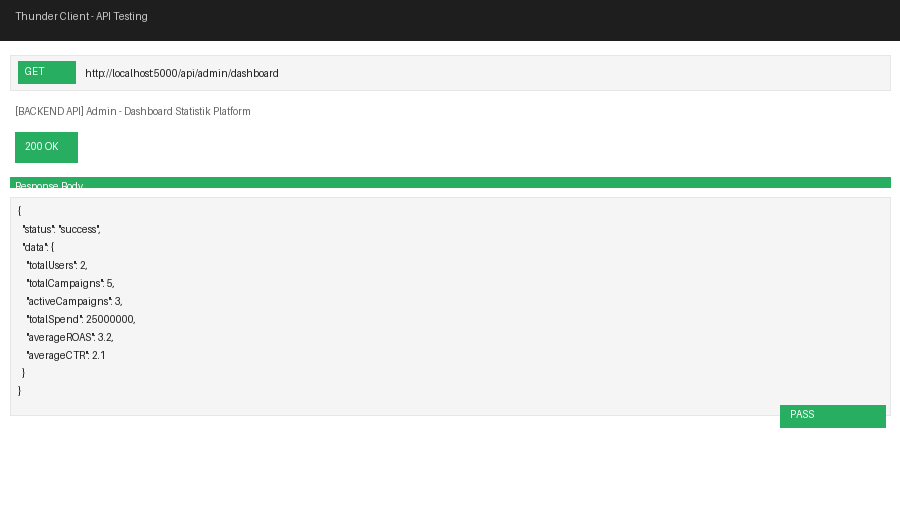 Thunder Client - API Testing
GET http://localhost:5000/api/admin/dashboard
[BACKEND API] Admin - Dashboard Statistik Platform
200 OK
Response Body
{
"status": "success",
"data": {
"totalUsers": 2,
"totalCampaigns": 5,
"activeCampaigns": 3,
"totalSpend": 25000000,
"averageROAS": 3.2,
"averageCTR": 2.1
}
}
PASS